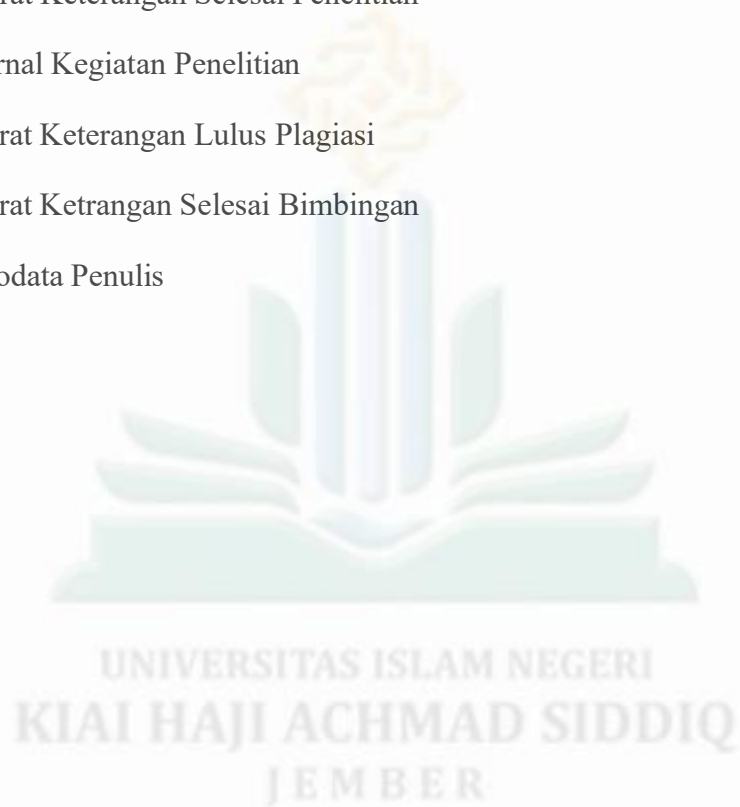 rat Keterangan Selesai Penelitian
rnal Kegiatan Penelitian
rat Keterangan Lulus Plagiasi
rat Ketrangan Selesai Bimbingan
odata Penulis
UNIVERSITAS ISLAM NEGERI
KIAI HAJI ACHMAD SIDDIQ
JEMBER